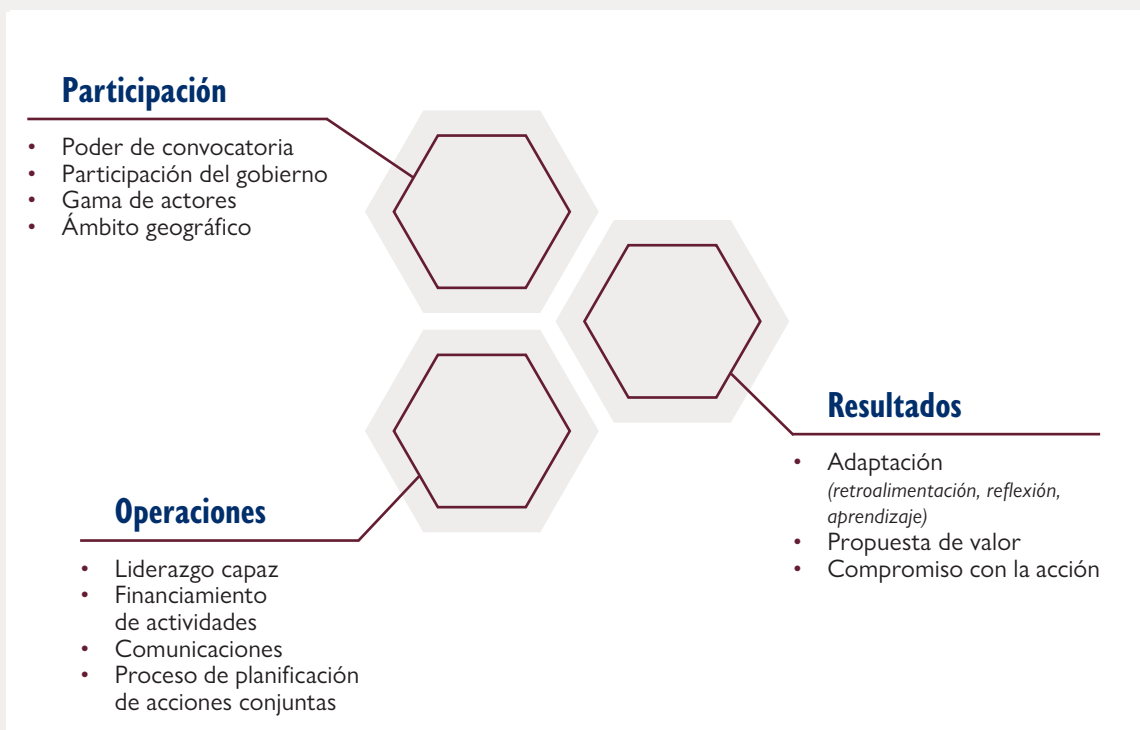 Participación
• Poder de convocatoria
• Participación del gobierno
• Gama de actores
• Ámbito geográfico
Resultados
• Adaptación
(retroalimentación, reflexión,
aprendizaje)
• Propuesta de valor
• Compromiso con la acción
Operaciones
• Liderazgo capaz
• Financiamiento
de actividades
• Comunicaciones
• Proceso de planificación
de acciones conjuntas